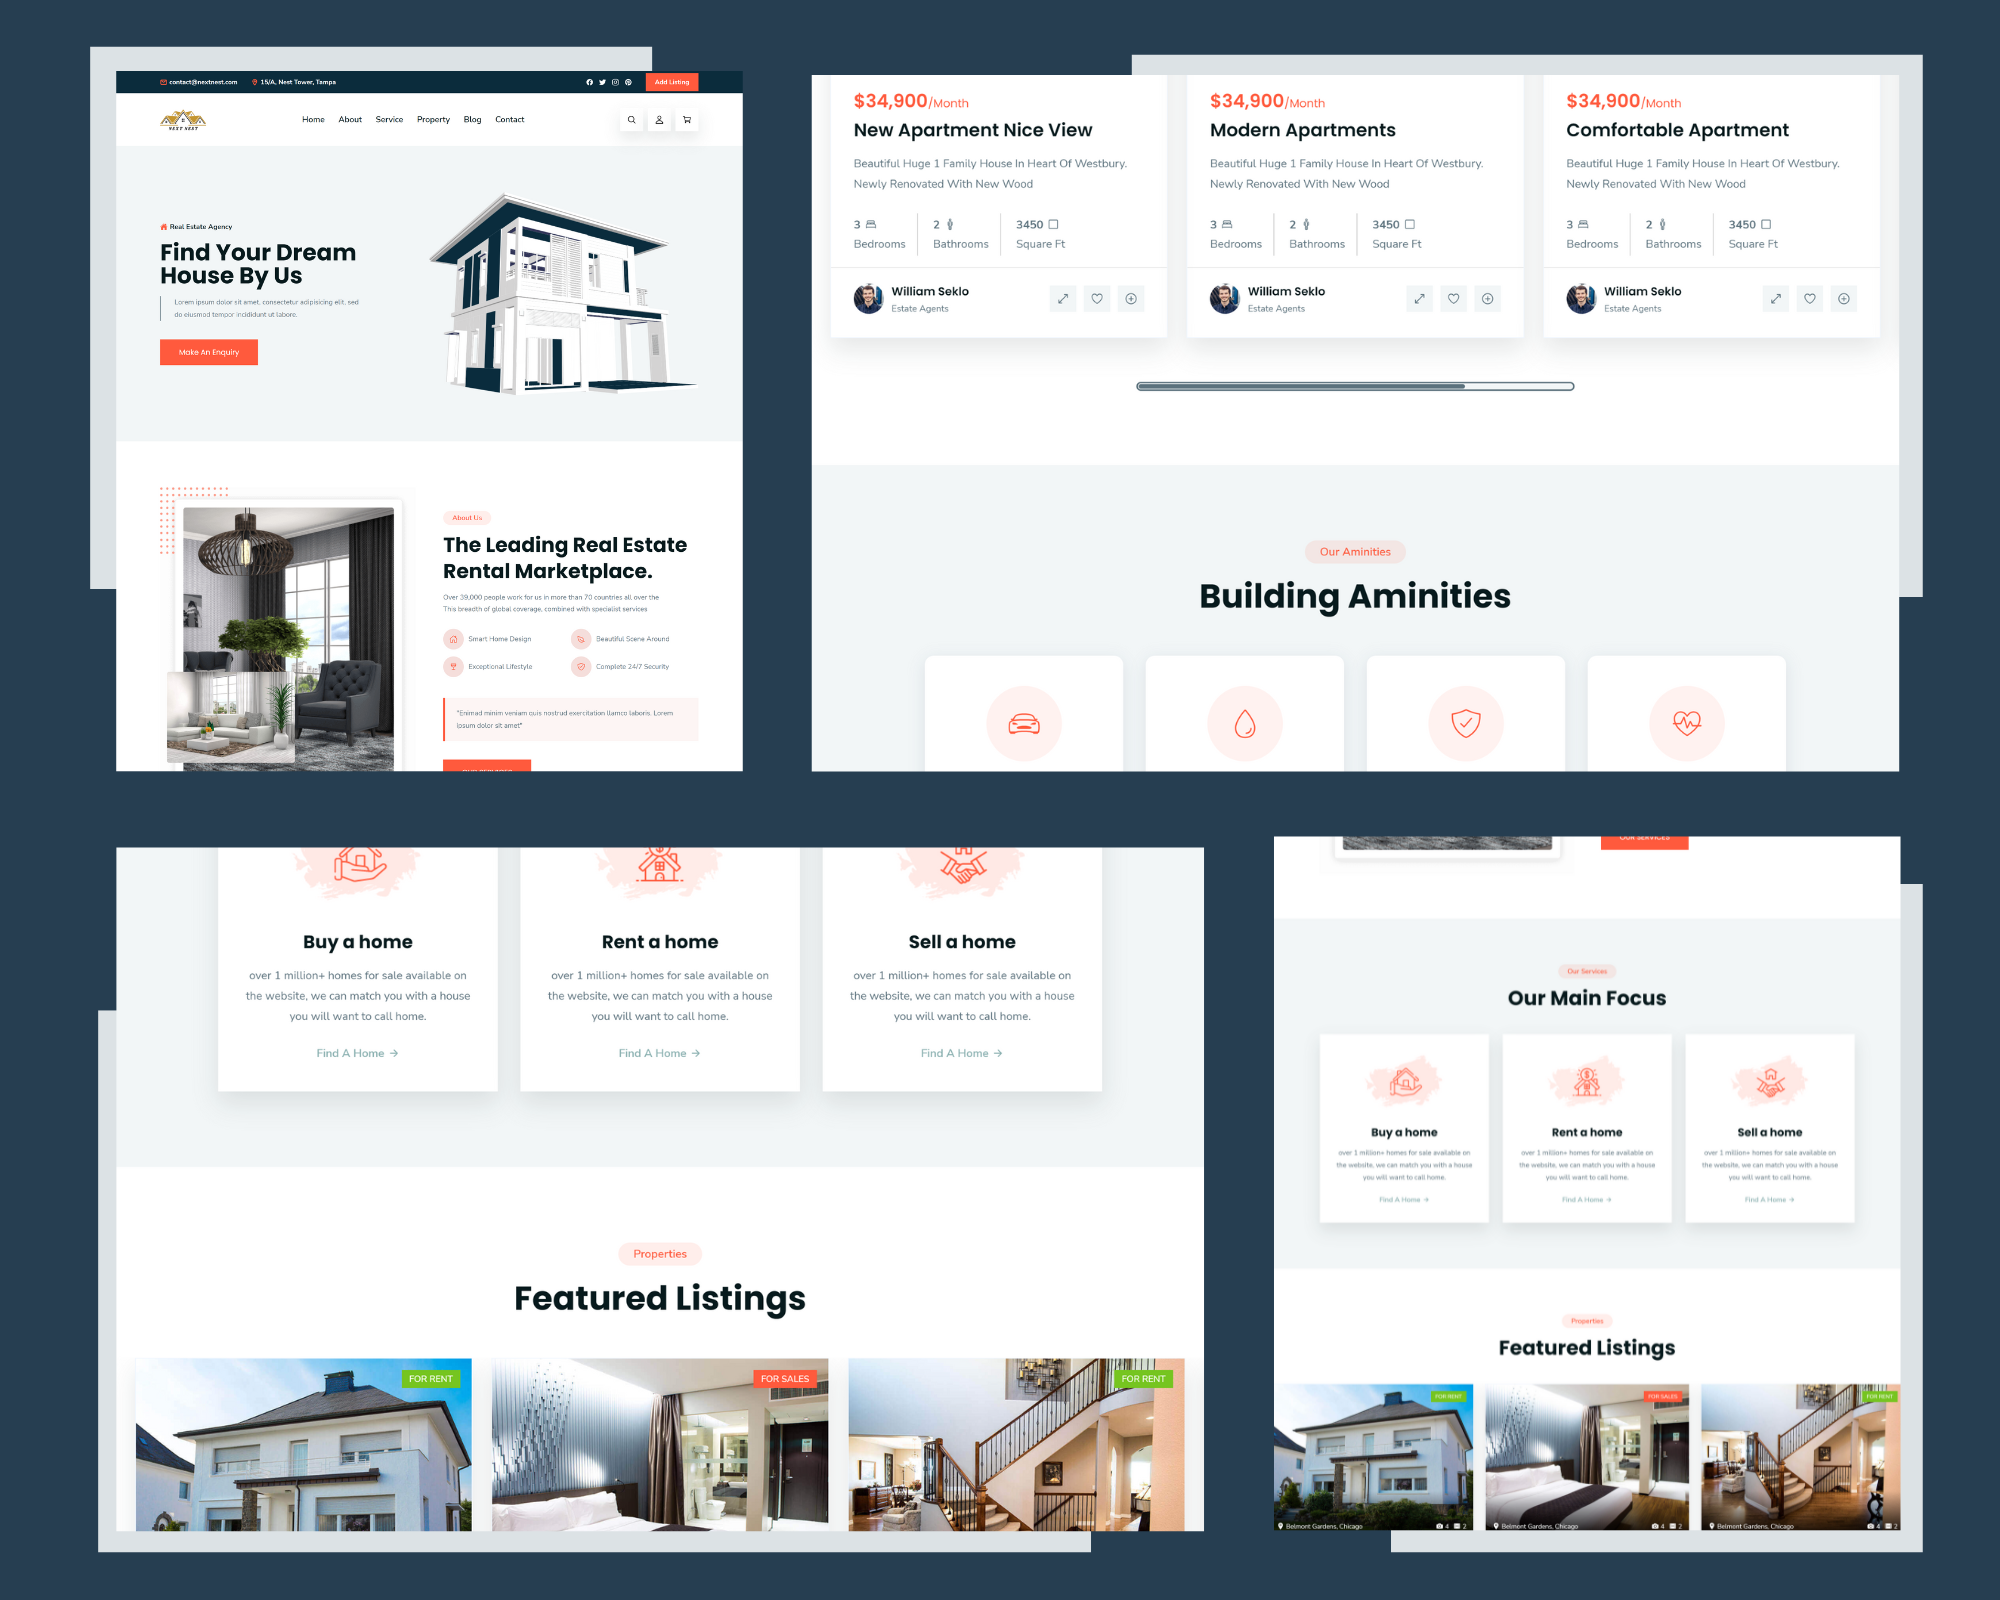 contact@nextnest.com
15/A, Nest Tower, Tampa
Add Listing
NEXT NEST
Home
About
Service
Property
Blog
Contact
Real Estate Agency
Find Your Dream
House By Us
Lorem ipsum dolor sit amet, consectetur adipisicing elit, sed
do eiusmod tempor incididunt ut labore.
Make An Enquiry
About Us
The Leading Real Estate
Rental Marketplace.
Over 39,000 people work for us in more than 70 countries all over the
This breadth of global coverage, combined with specialist services
Smart Home Design
Beautiful Scene Around
Exceptional Lifestyle
Complete 24/7 Security
"Enimad minim veniam quis nostrud exercitation llamco laboris. Lorem
ipsum dolor sit amet"
$34,900/Month
New Apartment Nice View
Beautiful Huge 1 Family House In Heart Of Westbury.
Newly Renovated With New Wood
3
Bedrooms
2
Bathrooms
3450
Square Ft
William Seklo
Estate Agents
$34,900/Month
Modern Apartments
Beautiful Huge 1 Family House In Heart Of Westbury.
Newly Renovated With New Wood
3
Bedrooms
2
Bathrooms
3450
Square Ft
William Seklo
Estate Agents
$34,900/Month
Comfortable Apartment
Beautiful Huge 1 Family House In Heart Of Westbury.
Newly Renovated With New Wood
3
Bedrooms
2
Bathrooms
3450
Square Ft
William Seklo
Estate Agents
Our Aminities
Building Aminities
Buy a home
over 1 million+ homes for sale available on
the website, we can match you with a house
you will want to call home.
Find A Home →
Rent a home
over 1 million+ homes for sale available on
the website, we can match you with a house
you will want to call home.
Find A Home →
Sell a home
over 1 million+ homes for sale available on
the website, we can match you with a house
you will want to call home.
Find A Home →
Properties
Featured Listings
FOR RENT
FOR SALES
FOR RENT
OUR SERVICES
Our Services
Our Main Focus
Buy a home
over 1 million+ homes for sale available on
the website, we can match you with a house
you will want to call home.
Find A Home →
Rent a home
over 1 million+ homes for sale available on
the website, we can match you with a house
you will want to call home.
Find A Home →
Sell a home
over 1 million+ homes for sale available on
the website, we can match you with a house
you will want to call home.
Find A Home →
Properties
Featured Listings
FOR RENT
Belmont Gardens, Chicago
4
2
FOR SALES
Belmont Gardens, Chicago
4
2
FOR RENT
Belmont Gardens, Chicago
4
2